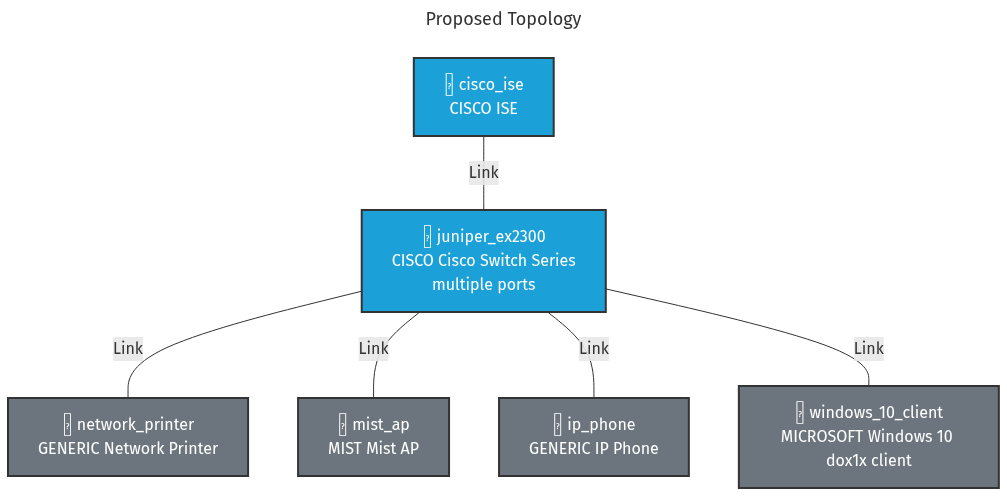 Proposed Topology
cisco_ise
CISCO ISE
Link
juniper_ex2300
CISCO Cisco Switch Series
multiple ports
Link
Link
Link
Link
network_printer
GENERIC Network Printer
mist_ap
MIST Mist AP
ip_phone
GENERIC IP Phone
windows_10_client
MICROSOFT Windows 10
dox1x client